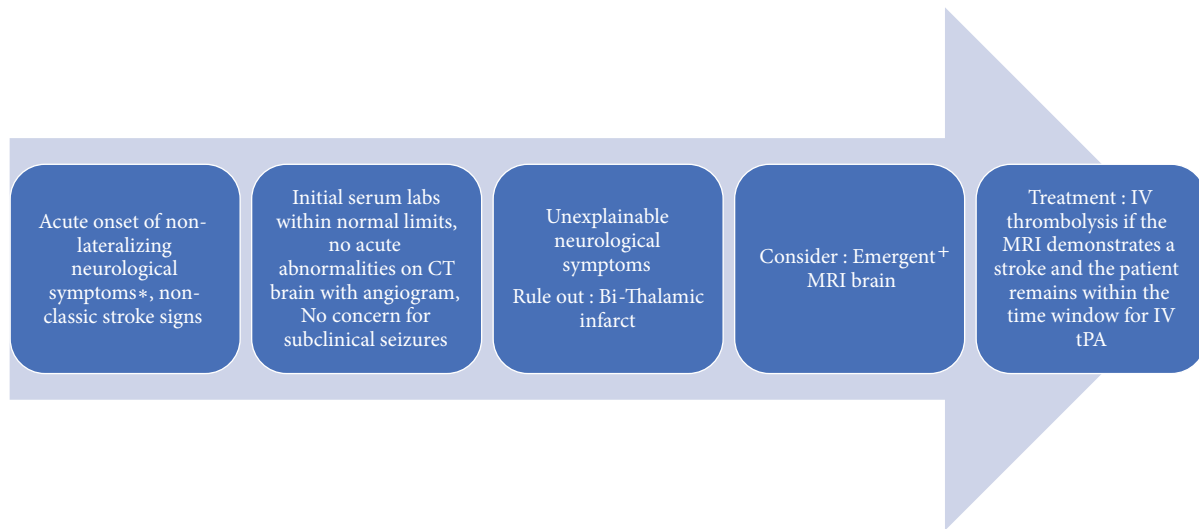 Acute onset of non-
lateralizing
neurological
symptoms*, non-
classic stroke signs
Initial serum labs
within normal limits,
no acute
abnormalities on CT
brain with angiogram,
No concern for
subclinical seizures
Unexplainable
neurological
symptoms
Rule out : Bi-Thalamic
infarct
Consider : Emergent+
MRI brain
Treatment : IV
thrombolysis if the
MRI demonstrates a
stroke and the patient
remains within the
time window for IV
tPA